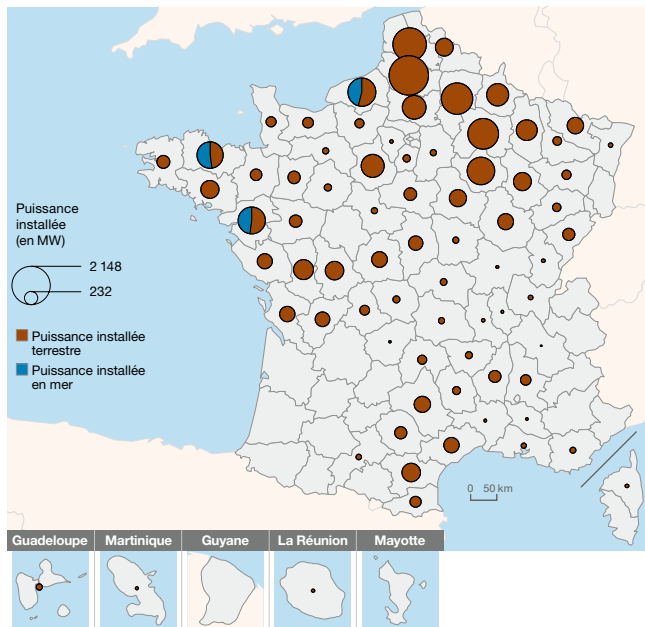 Puissance
installée
(en MW)
2 148
232
Puissance installée
terrestre
Puissance installée
en mer
0 50 km
Guadeloupe Martinique Guyane La Réunion Mayotte